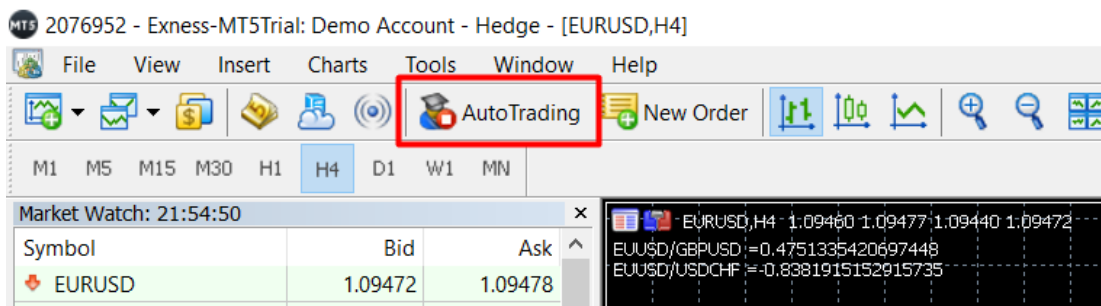 MT5 2076952 - Exness-MT5Trial: Demo Account - Hedge - [EURUSD,H4]
File View Insert Charts Tools Window Help
AutoTrading New Order
M1 M5 M15 M30 H1 H4 D1 W1 MN
Market Watch: 21:54:50
Symbol Bid Ask
EURUSD 1.09472 1.09478
EURUSD,H4 1.09460 1.09477 1.09440 1.09472
EUUSD/GBPUSD =0.4751335420697448
EUUSD/USDCHF =-0.8381915152915735